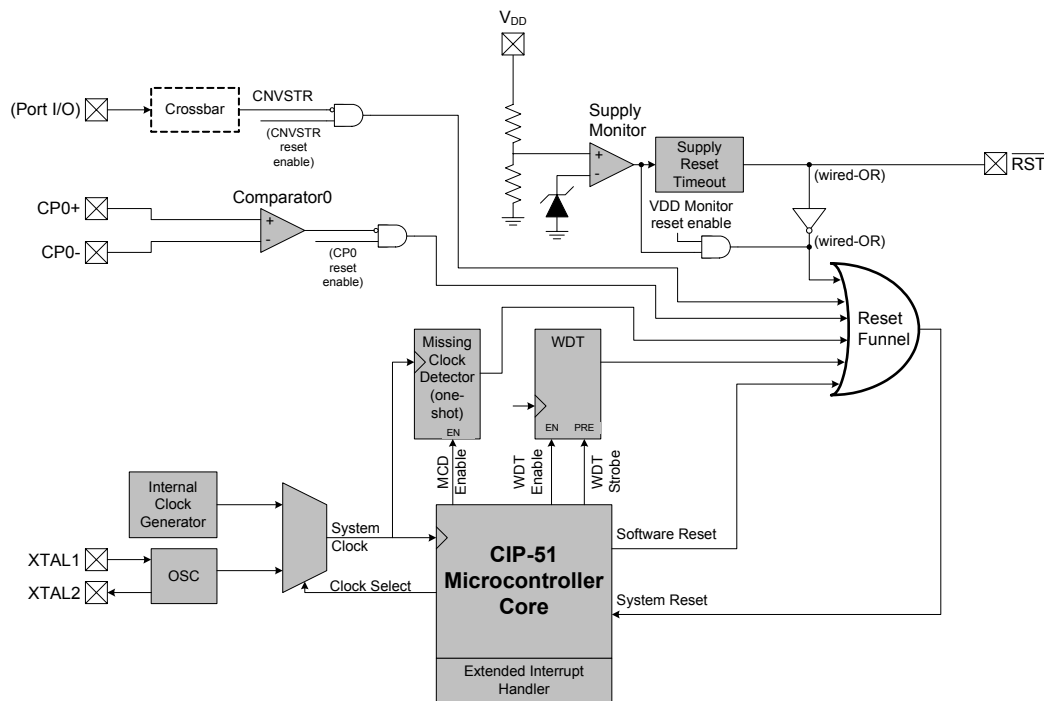 VDD
(Port I/O)
Crossbar
CNVSTR
(CNVSTR
reset
enable)
Supply
Monitor
+
-
Supply
Reset
Timeout
(wired-OR)
RST
VDD Monitor
reset enable
(wired-OR)
CP0+
CP0-
Comparator0
+
-
(CP0
reset
enable)
Reset
Funnel
Missing
Clock
Detector
(one-
shot)
EN
WDT
EN
PRE
MCD
Enable
WDT
Enable
WDT
Strobe
Internal
Clock
Generator
System
Clock
XTAL1
XTAL2
OSC
Clock Select
CIP-51
Microcontroller
Core
Software Reset
System Reset
Extended Interrupt
Handler